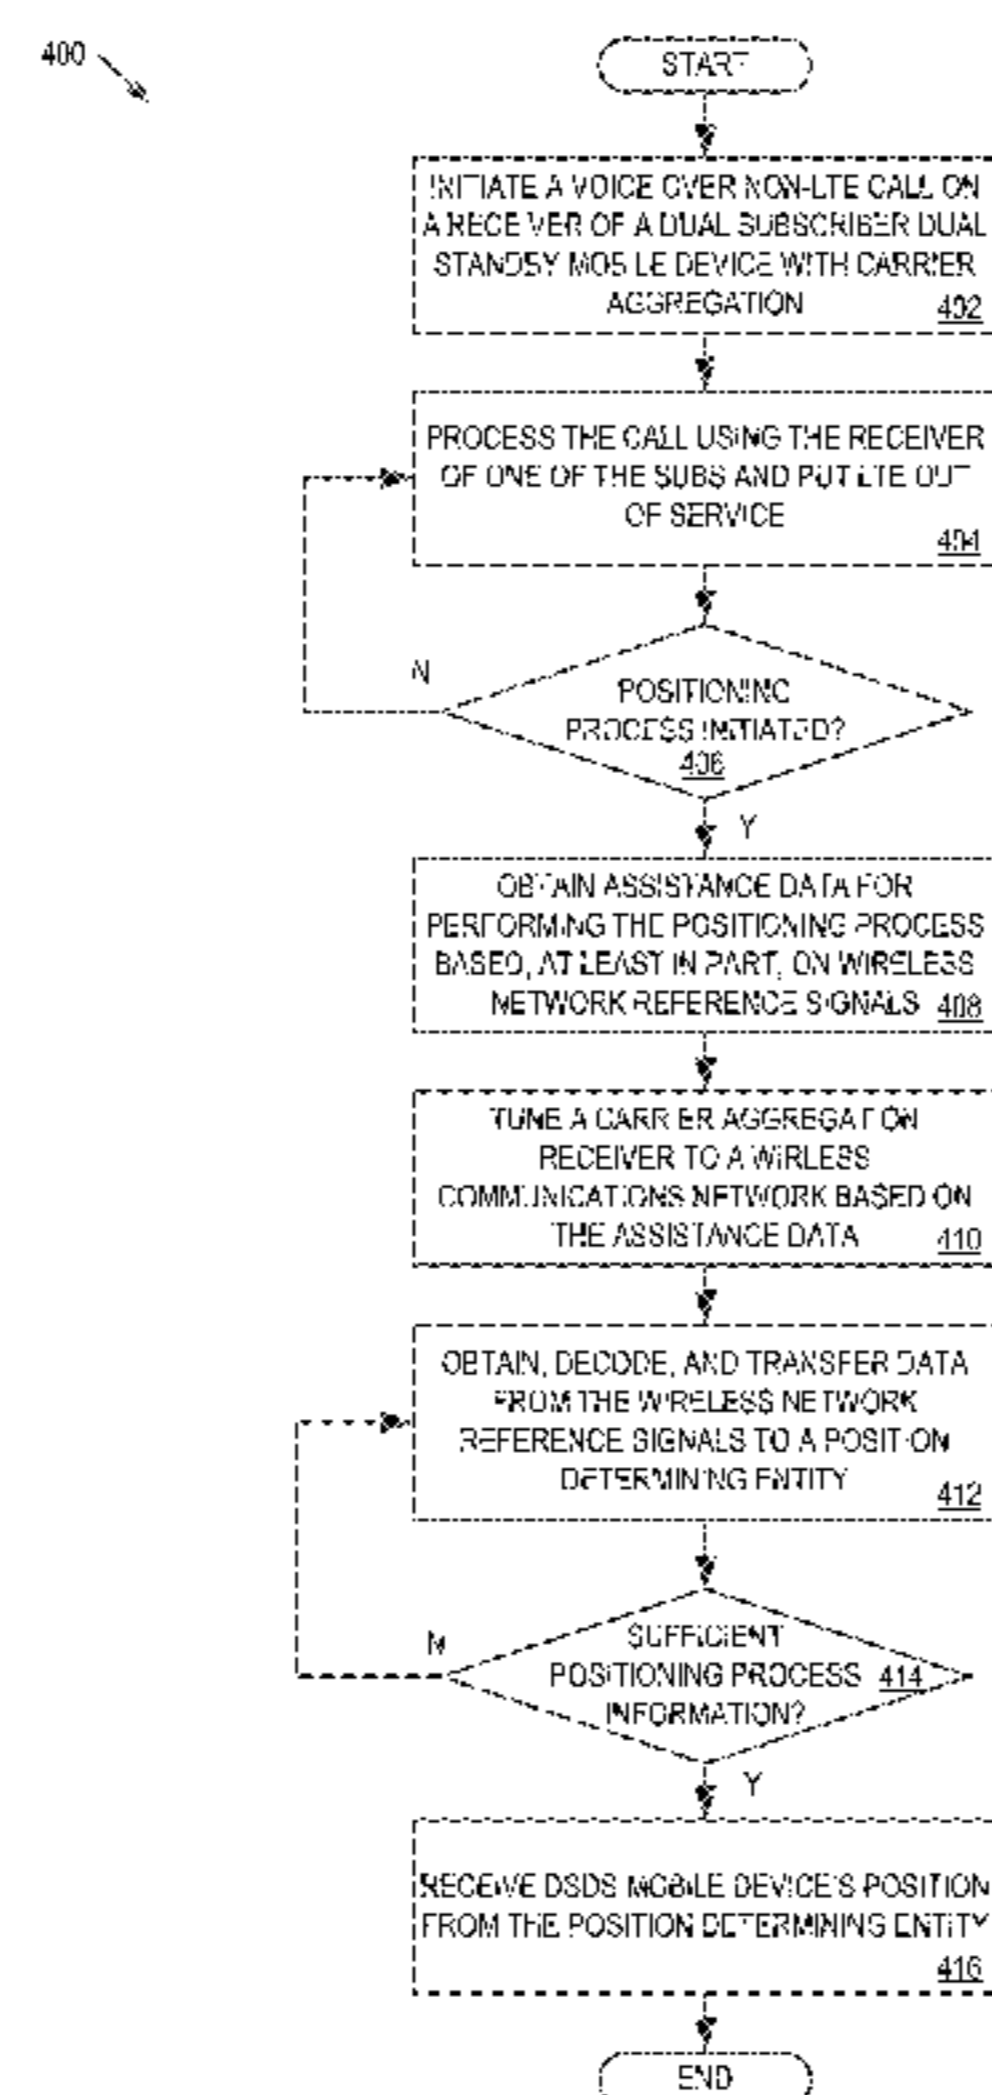 400
START
INITIATE A VOICE OVER NON-LTE CALL ON
A RECEIVER OF A DUAL SUBSCRIBER DUAL
STANDBY MOBILE DEVICE WITH CARRIER
AGGREGATION
402
PROCESS THE CALL USING THE RECEIVER
OF ONE OF THE SUBS AND PUT LTE OUT
OF SERVICE
404
N
POSITIONING
PROCESS INITIATED?
406
Y
OBTAIN ASSISTANCE DATA FOR
PERFORMING THE POSITIONING PROCESS
BASED, AT LEAST IN PART, ON WIRELESS
NETWORK REFERENCE SIGNALS 408
TUNE A CARRIER AGGREGATION
RECEIVER TO A WIRLESS
COMMUNICATIONS NETWORK BASED ON
THE ASSISTANCE DATA 410
OBTAIN, DECODE, AND TRANSFER DATA
FROM THE WIRELESS NETWORK
REFERENCE SIGNALS TO A POSITION
DETERMINING ENTITY
412
N
SUFFICIENT
POSITIONING PROCESS 414
INFORMATION?
Y
RECEIVE DSDS MOBILE DEVICE'S POSITION
FROM THE POSITION DETERMINING ENTITY
416
END